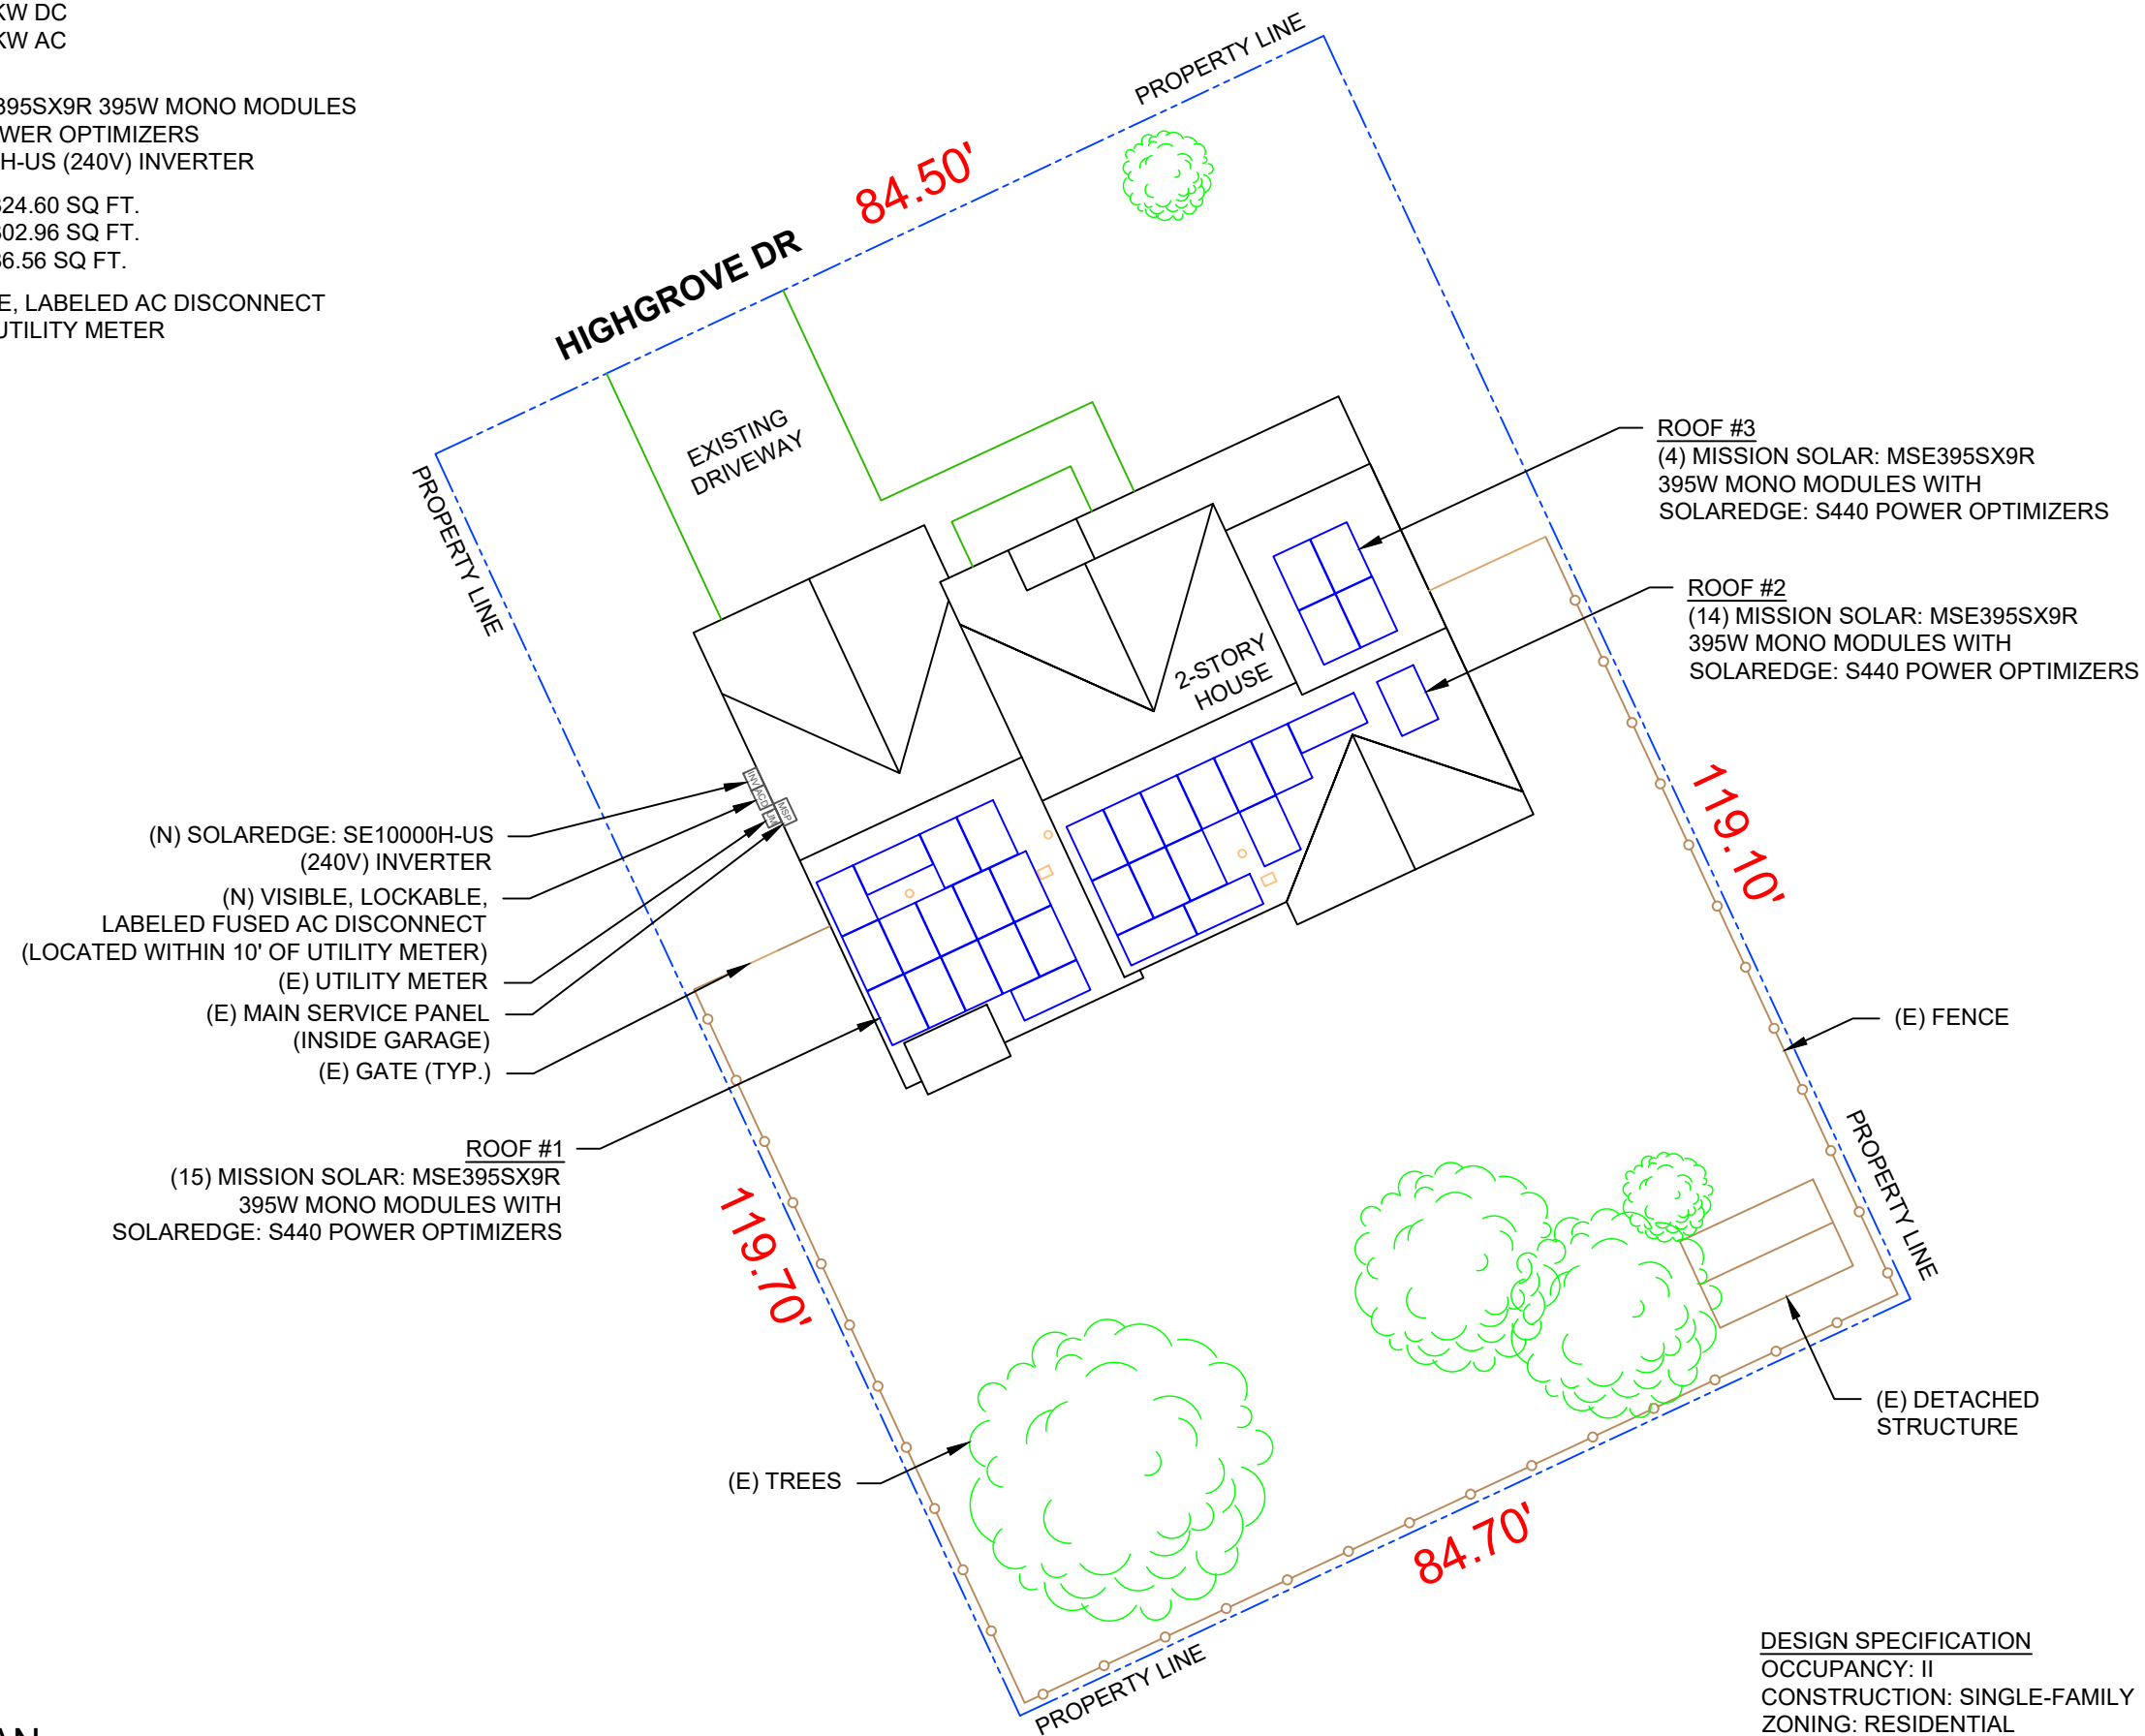 KW DC
KW AC
395SX9R 395W MONO MODULES
WER OPTIMIZERS
H-US (240V) INVERTER
24.60 SQ FT.
02.96 SQ FT.
6.56 SQ FT.
E, LABELED AC DISCONNECT
UTILITY METER
PROPERTY LINE
84.50'
HIGHGROVE DR
EXISTING
DRIVEWAY
PROPERTY LINE
ROOF #3
(4) MISSION SOLAR: MSE395SX9R
395W MONO MODULES WITH
SOLAREDGE: S440 POWER OPTIMIZERS
ROOF #2
(14) MISSION SOLAR: MSE395SX9R
395W MONO MODULES WITH
SOLAREDGE: S440 POWER OPTIMIZERS
2-STORY
HOUSE
INV
ACD
UM
MSP
(N) SOLAREDGE: SE10000H-US
(240V) INVERTER
(N) VISIBLE, LOCKABLE,
LABELED FUSED AC DISCONNECT
(LOCATED WITHIN 10' OF UTILITY METER)
(E) UTILITY METER
(E) MAIN SERVICE PANEL
(INSIDE GARAGE)
(E) GATE (TYP.)
119.10'
(E) FENCE
ROOF #1
(15) MISSION SOLAR: MSE395SX9R
395W MONO MODULES WITH
SOLAREDGE: S440 POWER OPTIMIZERS
119.70'
PROPERTY LINE
(E) DETACHED
STRUCTURE
(E) TREES
84.70'
PROPERTY LINE
DESIGN SPECIFICATION
OCCUPANCY: II
CONSTRUCTION: SINGLE-FAMILY
ZONING: RESIDENTIAL
AN